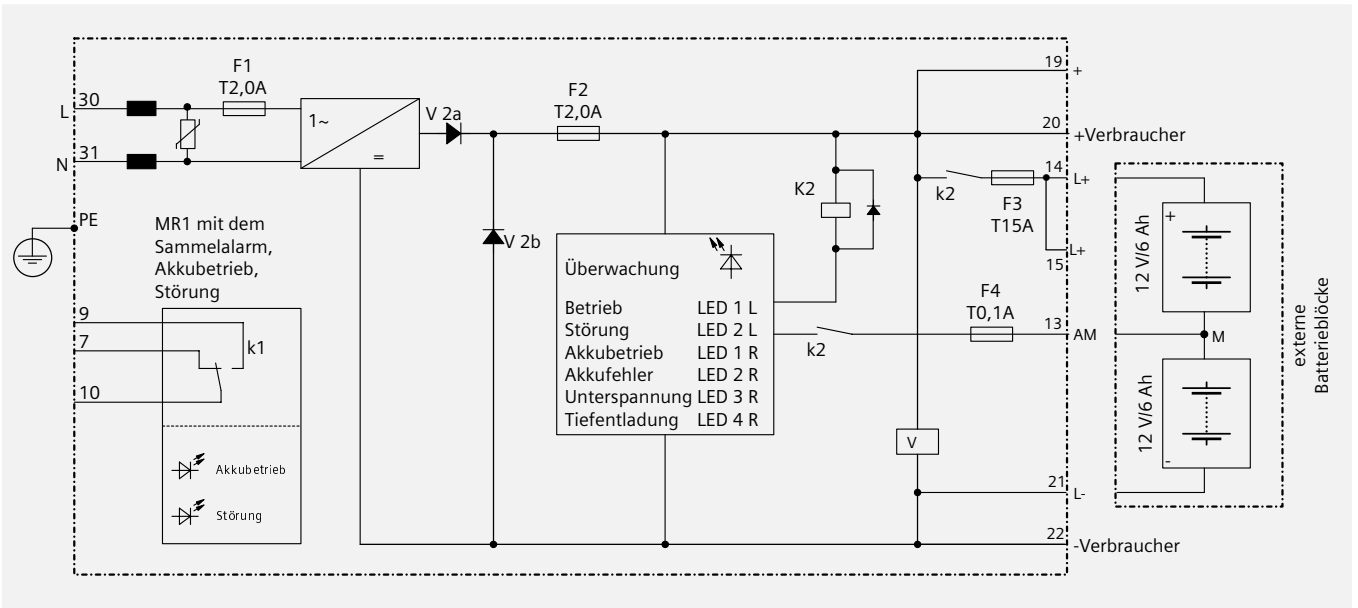 F1
T2,0A
L 30
N 31
1~
=
V 2a
F2
T2,0A
V 2b
PE
MR1 mit dem
Sammelalarm,
Akkubetrieb,
Störung
9
7
10
k1
Akkubetrieb
Störung
Überwachung
Betrieb LED 1 L
Störung LED 2 L
Akkubetrieb LED 1 R
Akkufehler LED 2 R
Unterspannung LED 3 R
Tiefentladung LED 4 R
K2
k2
k2
F3
T15A
F4
T0,1A
V
19 +
20 +Verbraucher
14 L+
15 L+
13 AM
21 L-
22 -Verbraucher
+
12 V/6 Ah
M
12 V/6 Ah
-
externe
Batterieblöcke